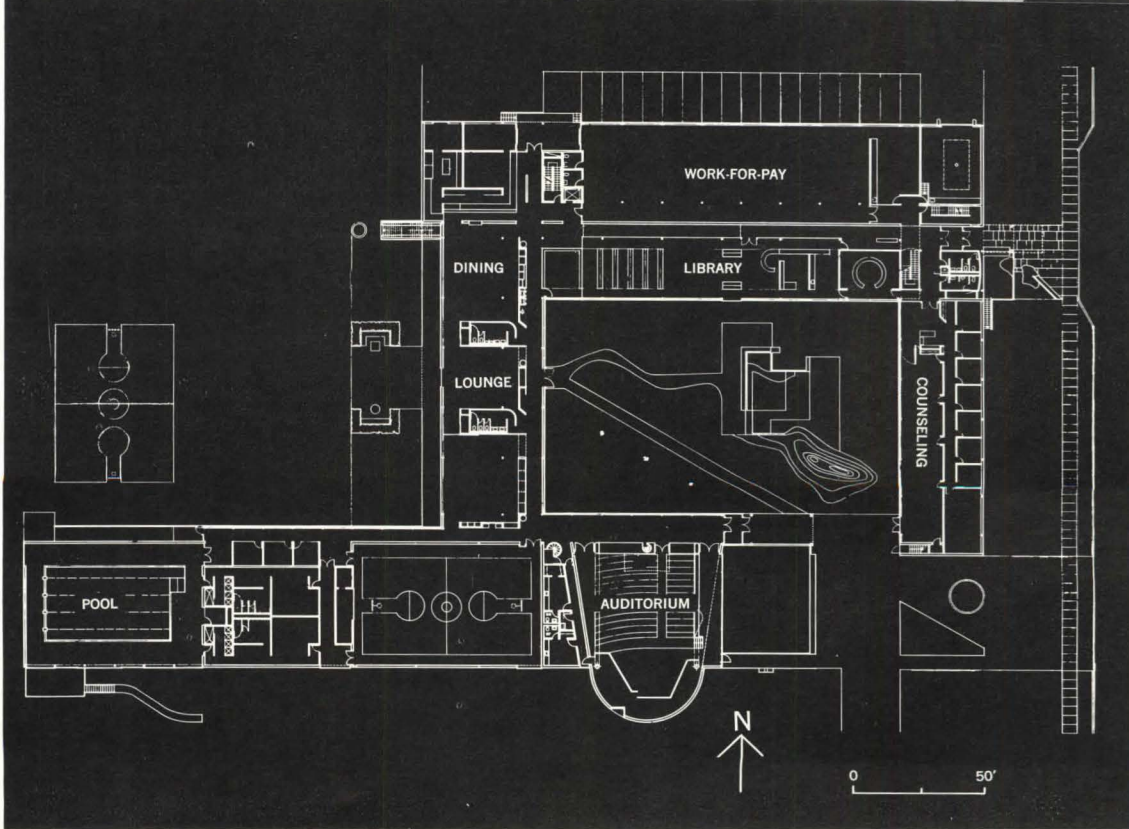 WORK-FOR-PAY
DINING
LIBRARY
LOUNGE
COUNSELING
POOL
AUDITORIUM
N
0 50'